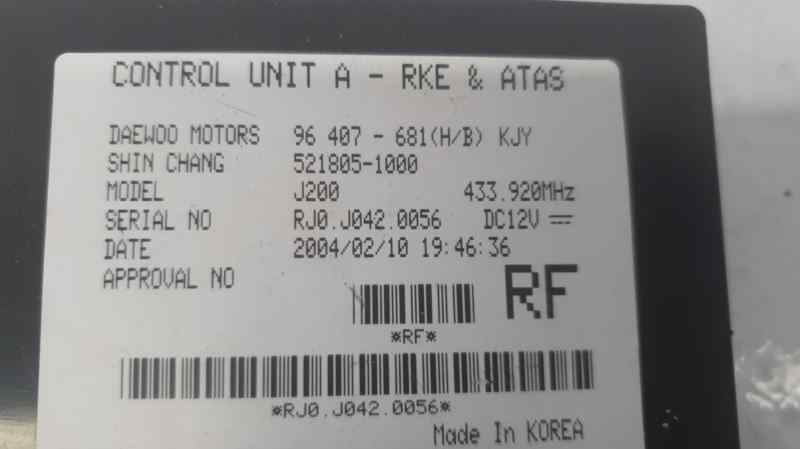 CONTROL UNIT A - RKE & ATAS
DAEWOO MOTORS 96 407 - 681(H/B) KJY
SHIN CHANG 521805-1000
MODEL J200 433.920MHz
SERIAL NO RJ0.J042.0056 DC12V ⎓
DATE 2004/02/10 19:46:36
APPROVAL NO
RF
*RF*
*RJ0.J042.0056*
Made In KOREA